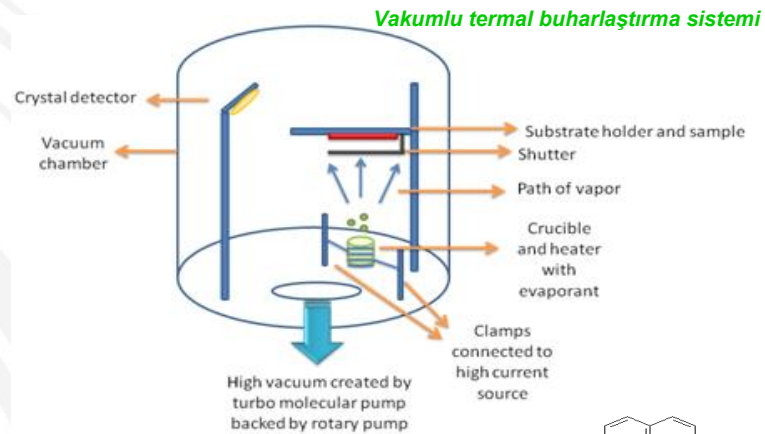 Vakumlu termal buharlaştırma sistemi
Crystal detector
Vacuum
chamber
Substrate holder and sample
Shutter
Path of vapor
Crucible
and heater
with
evaporant
Clamps
connected to
high current
source
High vacuum created by
turbo molecular pump
backed by rotary pump